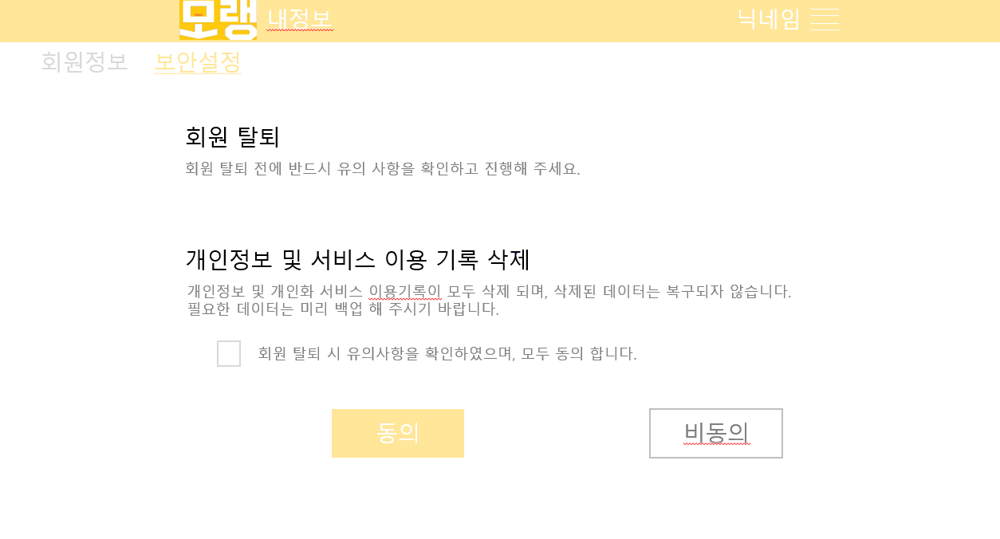 모랭 내정보 닉네임
회원정보 보안설정
회원 탈퇴
회원 탈퇴 전에 반드시 유의 사항을 확인하고 진행해 주세요.
개인정보 및 서비스 이용 기록 삭제
개인정보 및 개인화 서비스 이용기록이 모두 삭제 되며, 삭제된 데이터는 복구되자 않습니다.
필요한 데이터는 미리 백업 해 주시기 바랍니다.
회원 탈퇴 시 유의사항을 확인하였으며, 모두 동의 합니다.
동의 비동의